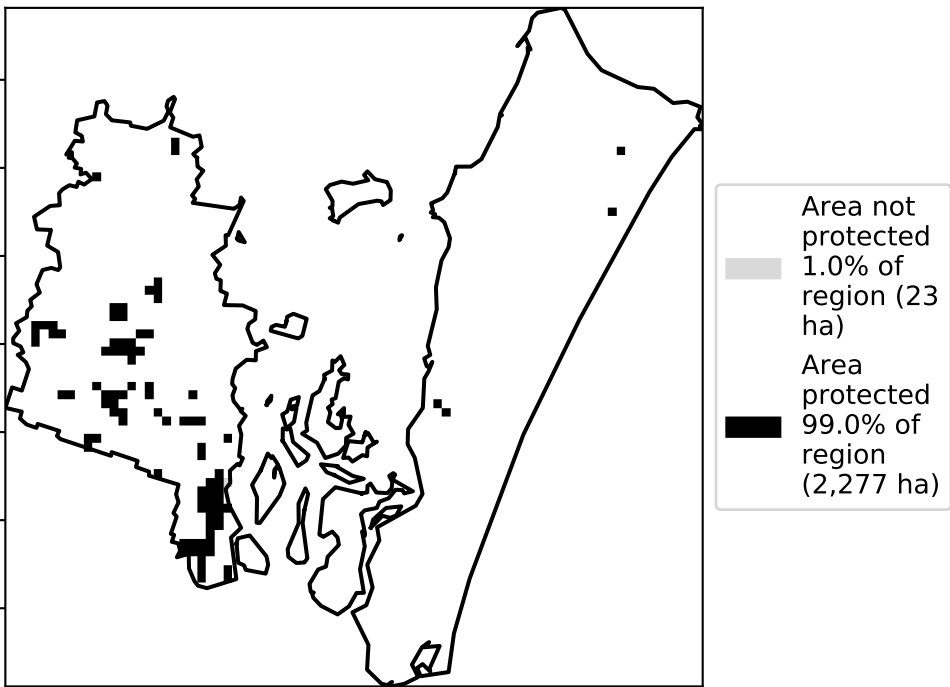 Area not
protected
1.0% of
region (23
ha)
Area
protected
99.0% of
region
(2,277 ha)